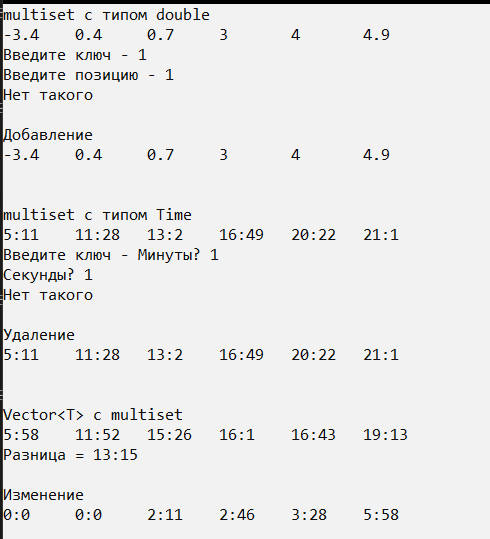 multiset с типом double
-3.4 0.4 0.7 3 4 4.9
Введите ключ - 1
Введите позицию - 1
Нет такого
Добавление
-3.4 0.4 0.7 3 4 4.9
multiset с типом Time
5:11 11:28 13:2 16:49 20:22 21:1
Введите ключ - Минуты? 1
Секунды? 1
Нет такого
Удаление
5:11 11:28 13:2 16:49 20:22 21:1
Vector<T> с multiset
5:58 11:52 15:26 16:1 16:43 19:13
Разница = 13:15
Изменение
0:0 0:0 2:11 2:46 3:28 5:58